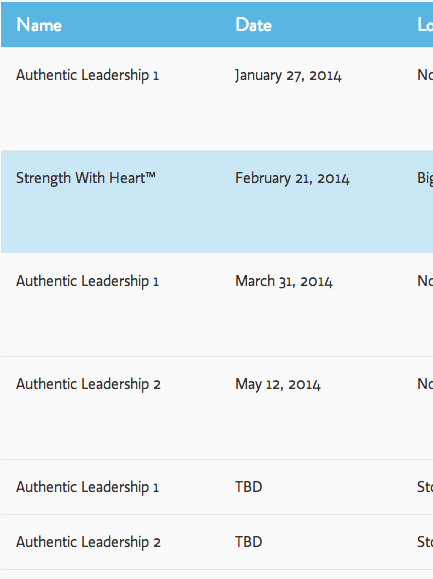 Name Date Lo
Authentic Leadership 1 January 27, 2014 No
Strength With Heart™ February 21, 2014 Big
Authentic Leadership 1 March 31, 2014 No
Authentic Leadership 2 May 12, 2014 No
Authentic Leadership 1 TBD Sto
Authentic Leadership 2 TBD Sto